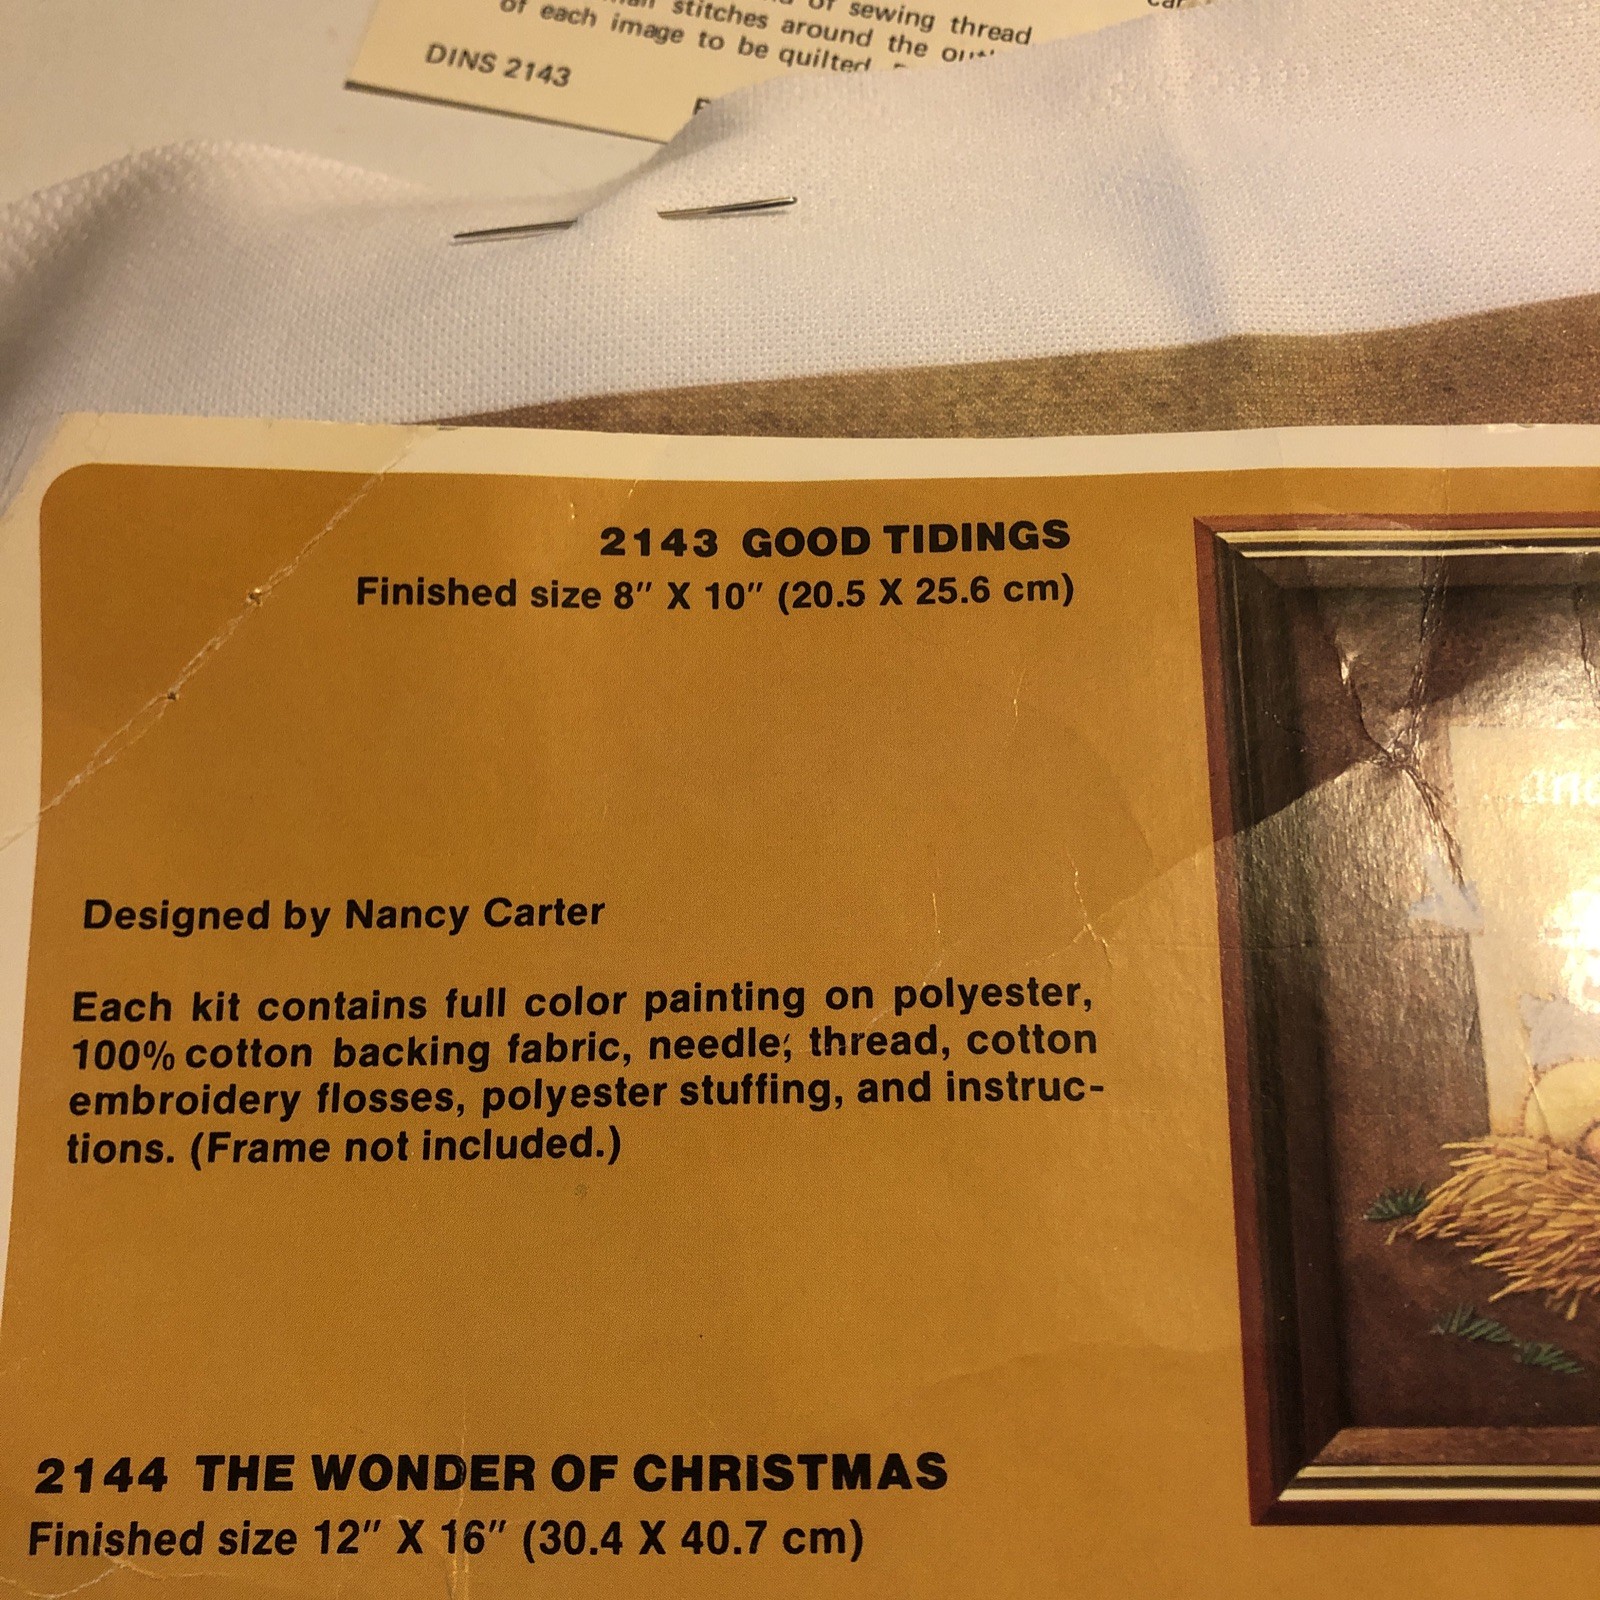 of sewing thread
stitches around the
of each image to be quilted.
DINS 2143
2143 GOOD TIDINGS
Finished size 8" X 10" (20.5 X 25.6 cm)
Designed by Nancy Carter
Each kit contains full color painting on polyester,
100% cotton backing fabric, needle, thread, cotton
embroidery flosses, polyester stuffing, and instruc-
tions. (Frame not included.)
2144 THE WONDER OF CHRISTMAS
Finished size 12" X 16" (30.4 X 40.7 cm)